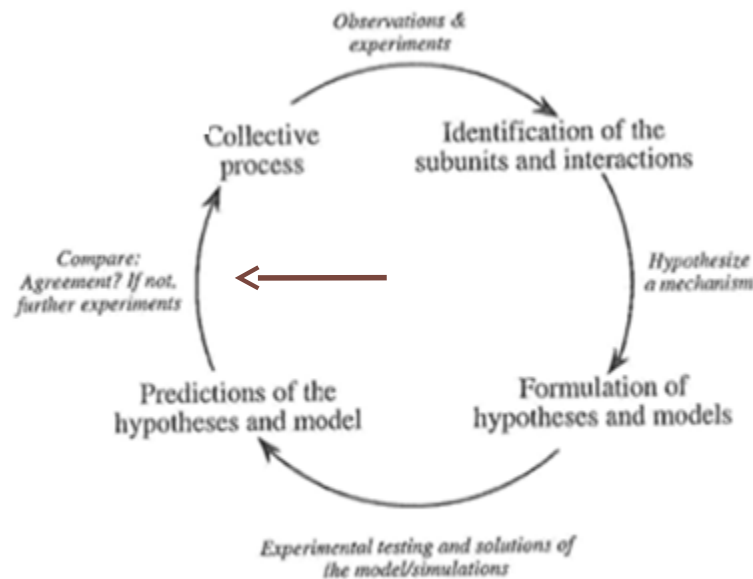 Observations &
experiments
Collective
process
Identification of the
subunits and interactions
Compare:
Agreement? If not,
further experiments
Hypothesize
a mechanism
Predictions of the
hypotheses and model
Formulation of
hypotheses and models
Experimental testing and solutions of
the model/simulations